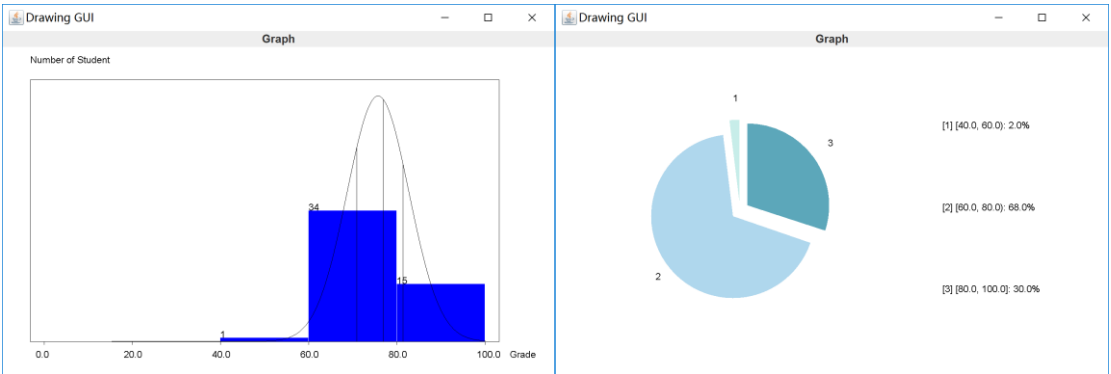 Drawing GUI
Graph
Number of Student
34
15
1
0.0 20.0 40.0 60.0 80.0 100.0 Grade
Drawing GUI
Graph
1
3
2
[1] [40.0, 60.0): 2.0%
[2] [60.0, 80.0): 68.0%
[3] [80.0, 100.0]: 30.0%